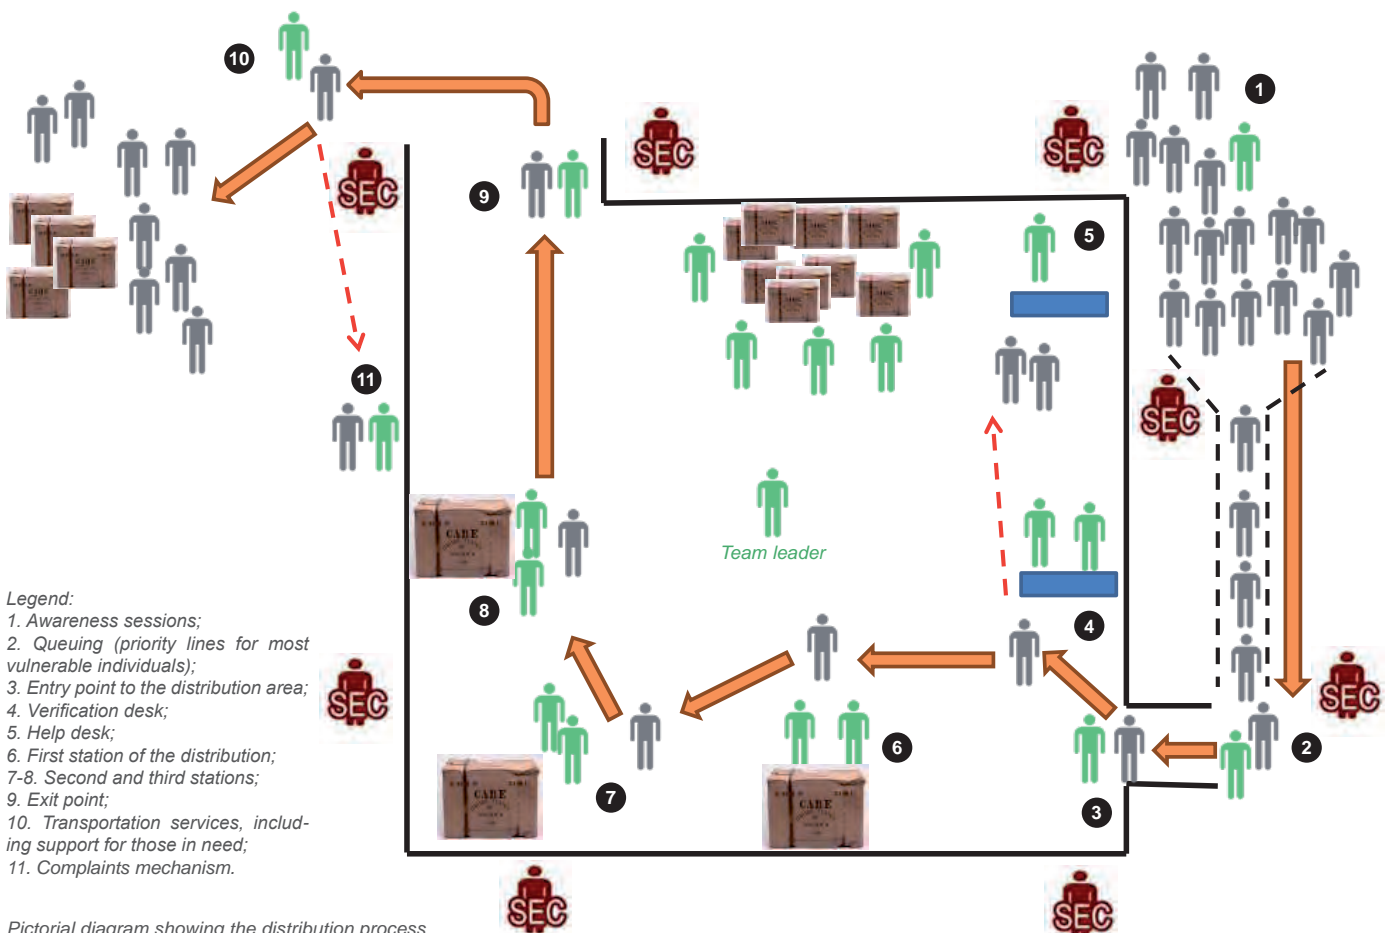 10
1
SEC
SEC
SEC
9
5
11
SEC
Team leader
CARE
8
4
Legend:
1. Awareness sessions;
2. Queuing (priority lines for most
vulnerable individuals);
3. Entry point to the distribution area;
4. Verification desk;
5. Help desk;
6. First station of the distribution;
7-8. Second and third stations;
9. Exit point;
10. Transportation services, includ-
ing support for those in need;
11. Complaints mechanism.
SEC
SEC
6
2
7
CARE
CARE
3
SEC
SEC
Pictorial diagram showing the distribution process